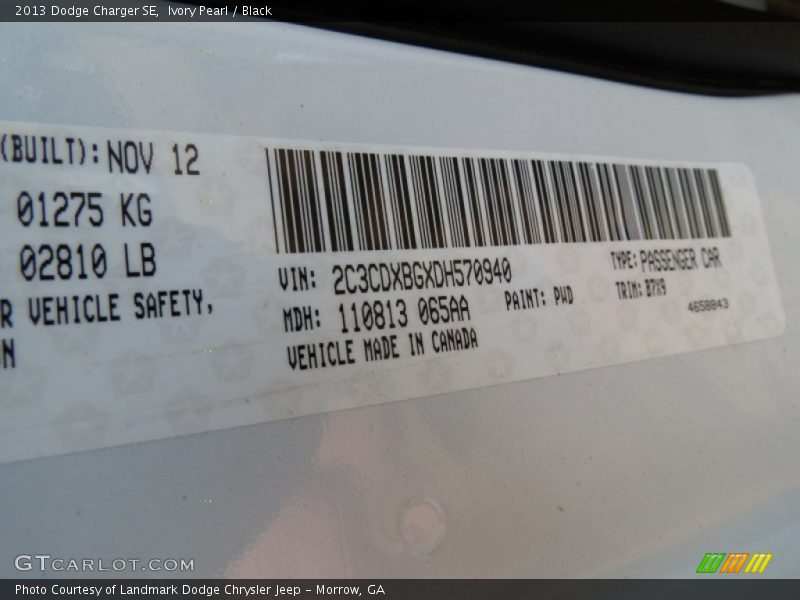 2013 Dodge Charger SE, Ivory Pearl / Black
(BUILT): NOV 12
01275 KG
02810 LB
R VEHICLE SAFETY,
N
VIN: 2C3CDXBGXDH570940
TYPE: PASSENGER CAR
MDH: 110813 065AA
PAINT: PWD
TRIM: B7X9
VEHICLE MADE IN CANADA
4658843
GTCARLOT.COM
Photo Courtesy of Landmark Dodge Chrysler Jeep - Morrow, GA